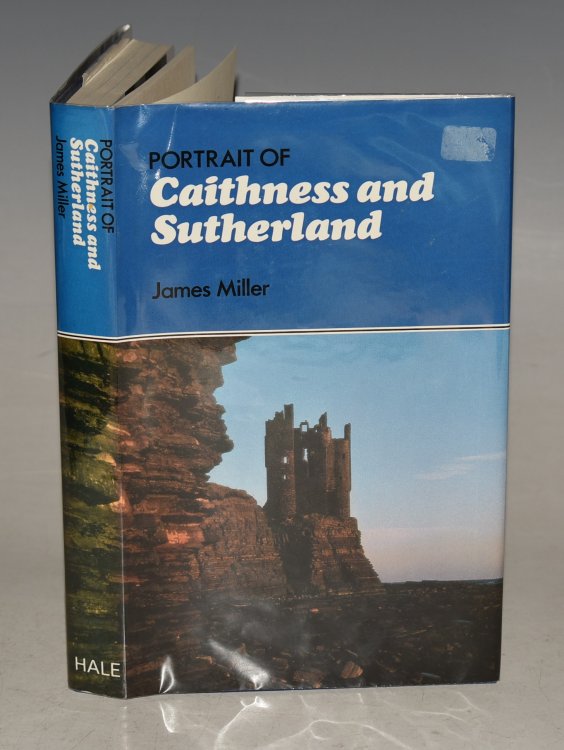 PORTRAIT OF
Caithness and
Sutherland
James Miller
PORTRAIT OF
Caithness and
Sutherland
James Miller
HALE